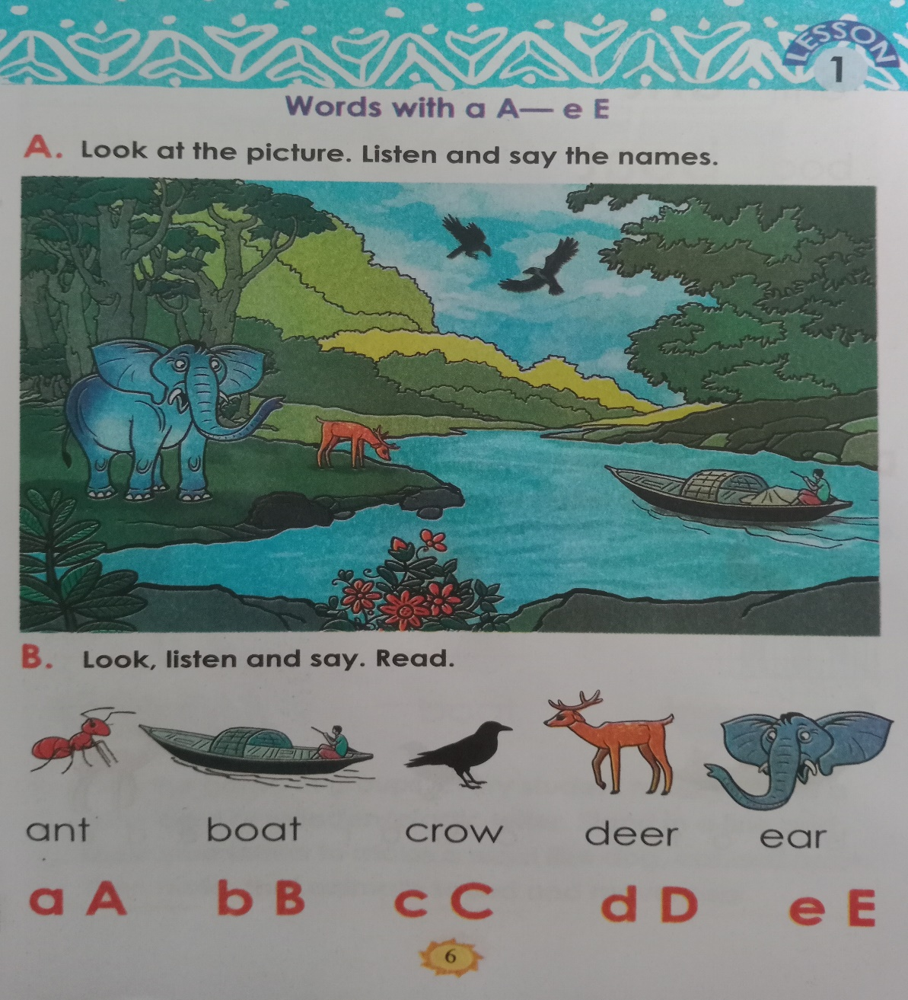 LESSON
1
Words with a A— e E
A. Look at the picture. Listen and say the names.
B. Look, listen and say. Read.
ant boat crow deer ear
a A b B c C d D e E
6